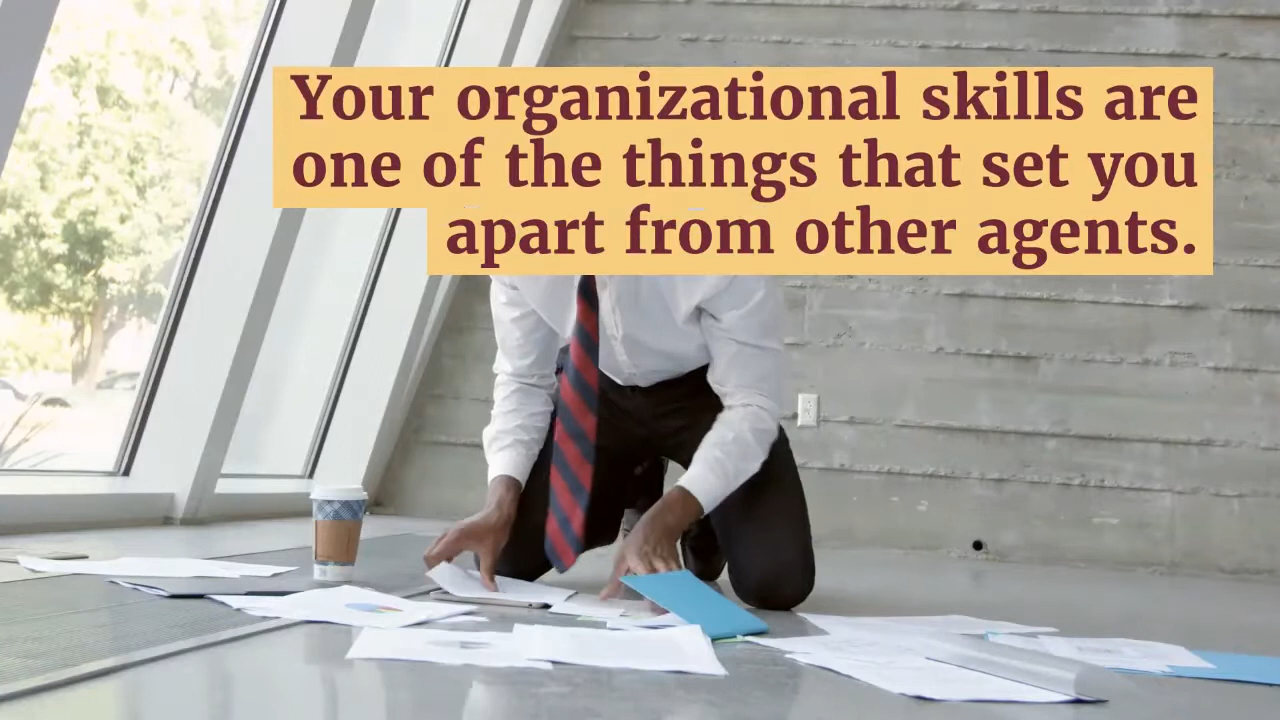 Your organizational skills are
one of the things that set you
apart from other agents.